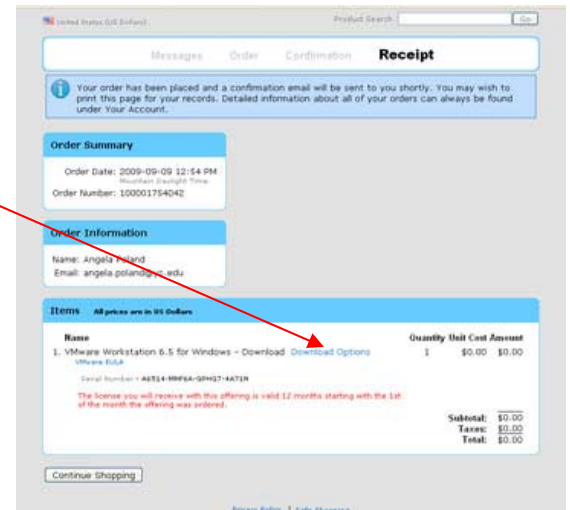 United States (US Dollars) Product Search Go
Messages Order Confirmation Receipt
Your order has been placed and a confirmation email will be sent to you shortly. You may wish to
print this page for your records. Detailed information about all of your orders can always be found
under Your Account.
Order Summary
Order Date: 2009-09-09 12:54 PM
Mountain Daylight Time
Order Number: 100001754042
Order Information
Name: Angela Poland
Email: angela.poland@yc.edu
Items All prices are in US Dollars
Name Quantity Unit Cost Amount
1. VMware Workstation 6.5 for Windows - Download Download Options 1 $0.00 $0.00
VMware EULA
Serial Number -
The license you will receive with this offering is valid 12 months starting with the 1st
of the month the offering was ordered.
Subtotal: $0.00
Taxes: $0.00
Total: $0.00
Continue Shopping
Privacy Policy | Safe Shopping